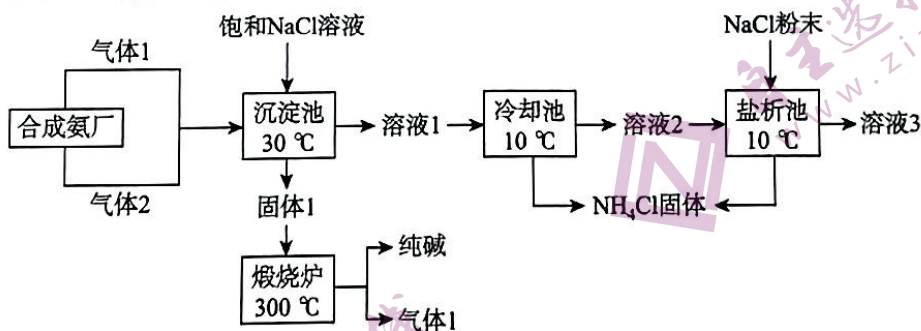 饱和NaCl溶液
NaCl粉末
气体1
合成氨厂
沉淀池
30 ℃
溶液1
冷却池
10 ℃
溶液2
盐析池
10 ℃
溶液3
气体2
固体1
NH₄Cl固体
煅烧炉
300 ℃
纯碱
气体1
www.zi